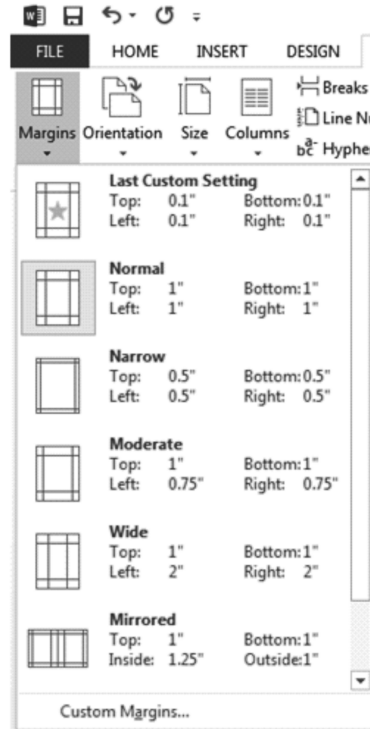 FILE HOME INSERT DESIGN
Margins Orientation Size Columns
Breaks
Line Nu
Hyphe
Last Custom Setting
Top: 0.1" Bottom: 0.1"
Left: 0.1" Right: 0.1"
Normal
Top: 1" Bottom: 1"
Left: 1" Right: 1"
Narrow
Top: 0.5" Bottom: 0.5"
Left: 0.5" Right: 0.5"
Moderate
Top: 1" Bottom: 1"
Left: 0.75" Right: 0.75"
Wide
Top: 1" Bottom: 1"
Left: 2" Right: 2"
Mirrored
Top: 1" Bottom: 1"
Inside: 1.25" Outside: 1"
Custom Margins...